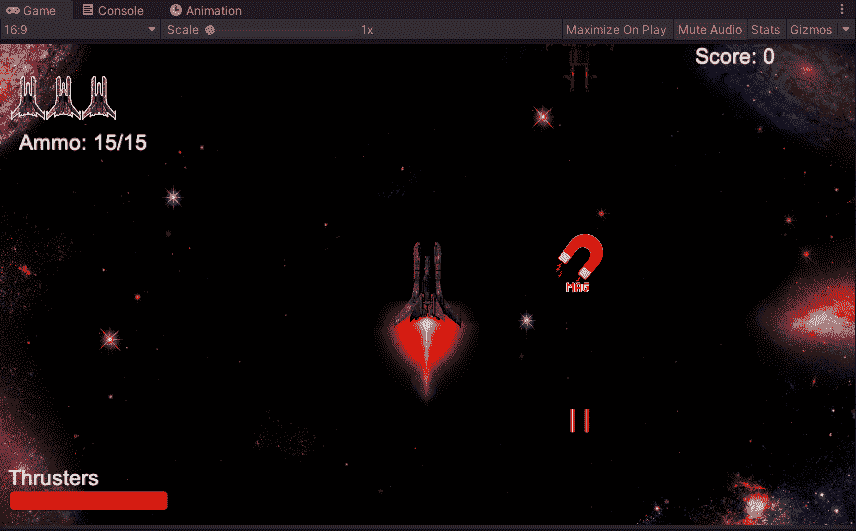 Game Console Animation
16:9 Scale 1x Maximize On Play Mute Audio Stats Gizmos
Score: 0
Ammo: 15/15
MAG
Thrusters